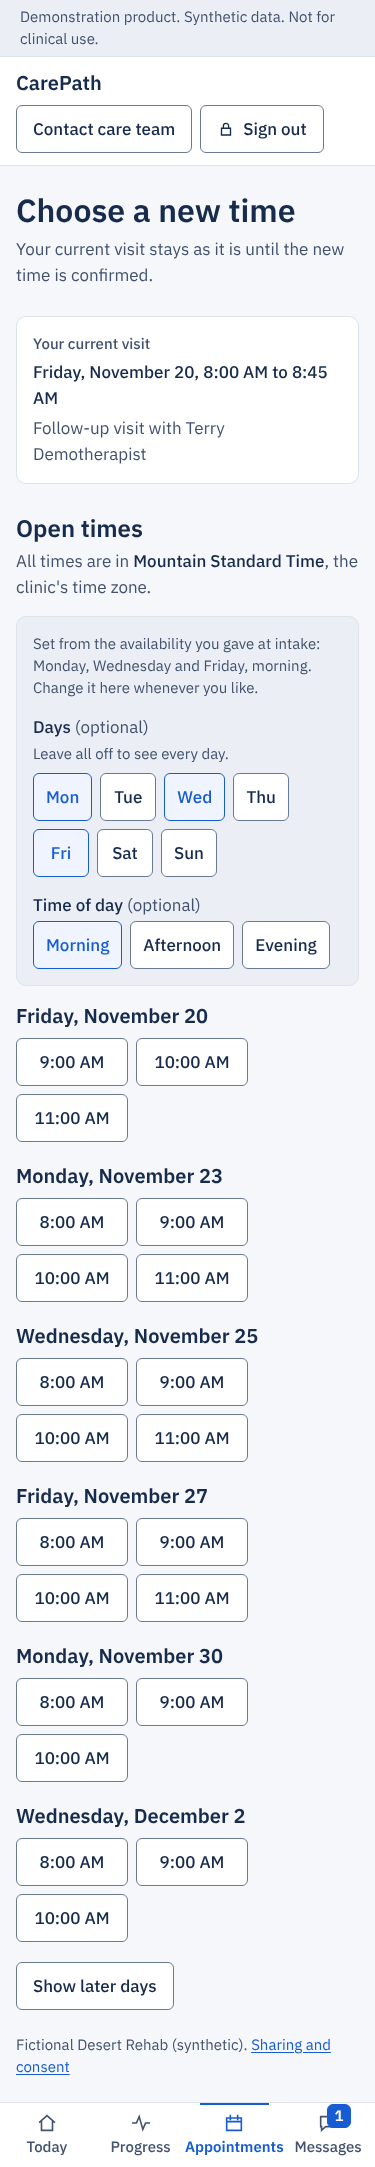 Demonstration product. Synthetic data. Not for
clinical use.
CarePath
Contact care team
Sign out
Choose a new time
Your current visit stays as it is until the new
time is confirmed.
Your current visit
Friday, November 20, 8:00 AM to 8:45
AM
Follow-up visit with Terry
Demotherapist
Open times
All times are in Mountain Standard Time, the
clinic's time zone.
Set from the availability you gave at intake:
Monday, Wednesday and Friday, morning.
Change it here whenever you like.
Days (optional)
Leave all off to see every day.
Mon Tue Wed Thu
Fri Sat Sun
Time of day (optional)
Morning Afternoon Evening
Friday, November 20
9:00 AM 10:00 AM
11:00 AM
Monday, November 23
8:00 AM 9:00 AM
10:00 AM 11:00 AM
Wednesday, November 25
8:00 AM 9:00 AM
10:00 AM 11:00 AM
Friday, November 27
8:00 AM 9:00 AM
10:00 AM 11:00 AM
Monday, November 30
8:00 AM 9:00 AM
10:00 AM
Wednesday, December 2
8:00 AM 9:00 AM
10:00 AM
Show later days
Fictional Desert Rehab (synthetic). Sharing and
consent
1
Today Progress Appointments Messages